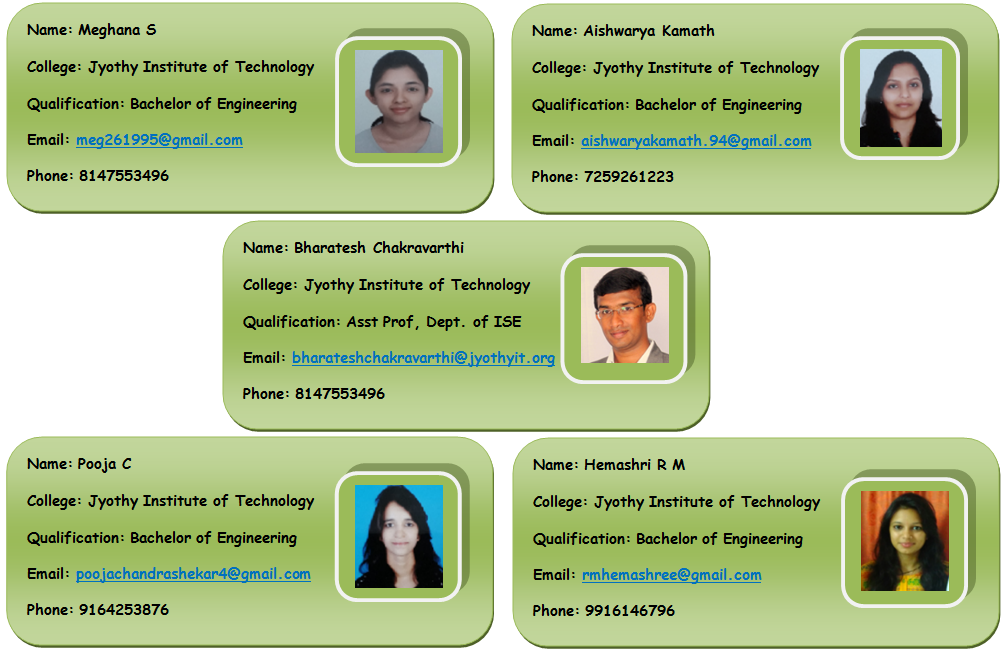 Name: Meghana S
College: Jyothy Institute of Technology
Qualification: Bachelor of Engineering
Email: meg261995@gmail.com
Phone: 8147553496
Name: Aishwarya Kamath
College: Jyothy Institute of Technology
Qualification: Bachelor of Engineering
Email: aishwaryakamath.94@gmail.com
Phone: 7259261223
Name: Bharatesh Chakravarthi
College: Jyothy Institute of Technology
Qualification: Asst Prof, Dept. of ISE
Email: bharateshchakravarthi@jyothyit.org
Phone: 8147553496
Name: Pooja C
College: Jyothy Institute of Technology
Qualification: Bachelor of Engineering
Email: poojachandrashekar4@gmail.com
Phone: 9164253876
Name: Hemashri R M
College: Jyothy Institute of Technology
Qualification: Bachelor of Engineering
Email: rmhemashree@gmail.com
Phone: 9916146796